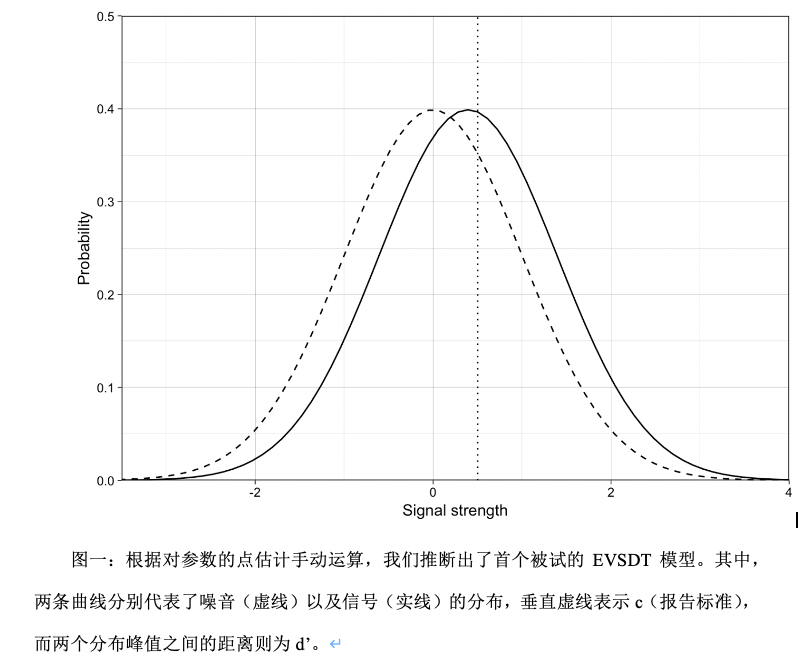 0.5
0.4
0.3
0.2
0.1
0.0
Probability
-2
0
2
4
Signal strength
图一：根据对参数的点估计手动运算，我们推断出了首个被试的 EVSDT 模型。其中，
两条曲线分别代表了噪音（虚线）以及信号（实线）的分布，垂直虚线表示 c（报告标准），
而两个分布峰值之间的距离则为 d’。